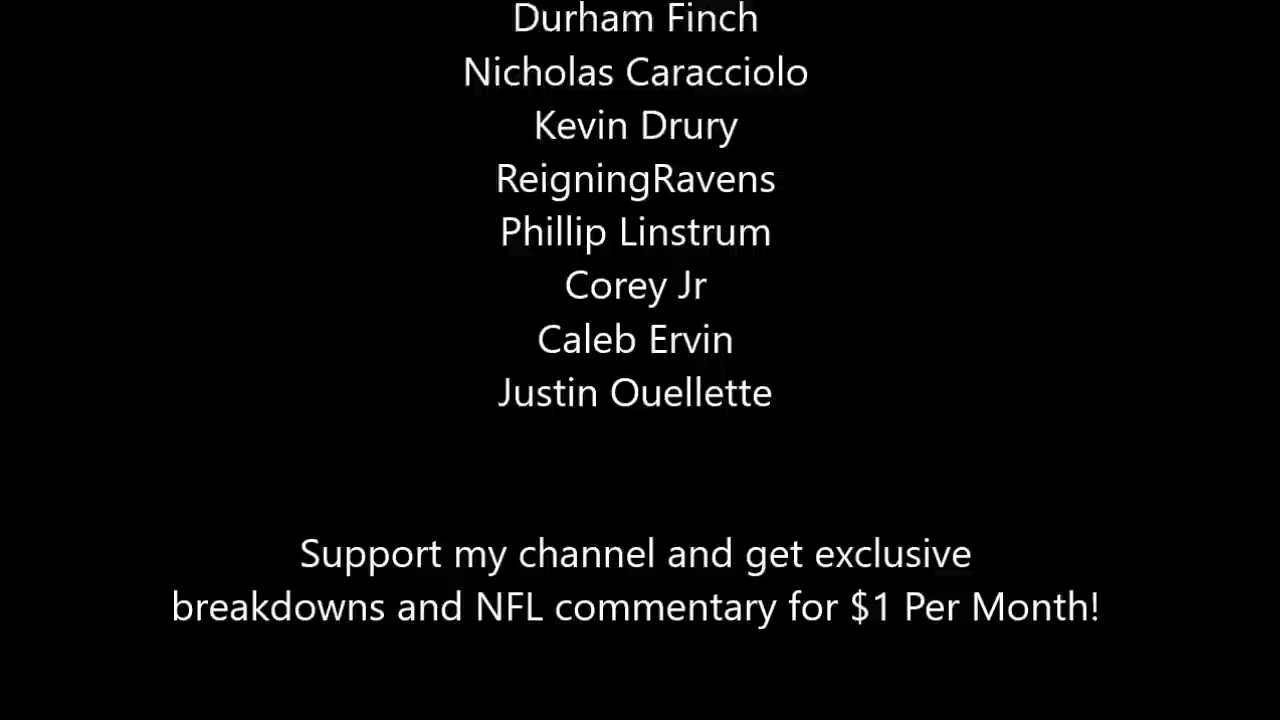 Durham Finch
Nicholas Caracciolo
Kevin Drury
ReigningRavens
Phillip Linstrum
Corey Jr
Caleb Ervin
Justin Ouellette
Support my channel and get exclusive
breakdowns and NFL commentary for $1 Per Month!